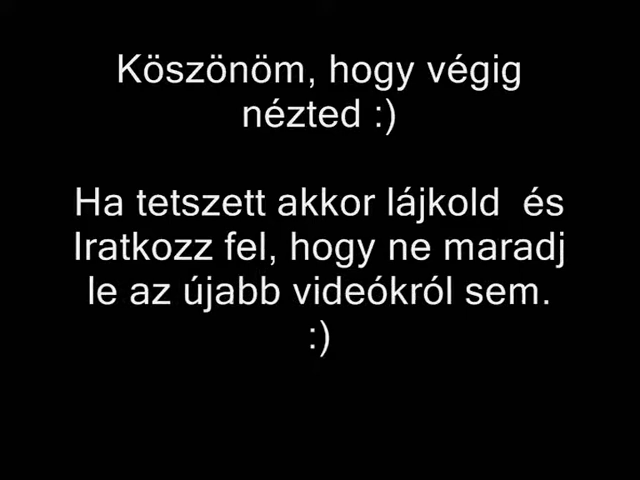 Köszönöm, hogy végig
nézted :)
Ha tetszett akkor lájkold  és
Iratkozz fel, hogy ne maradj
le az újabb videókról sem.
:)